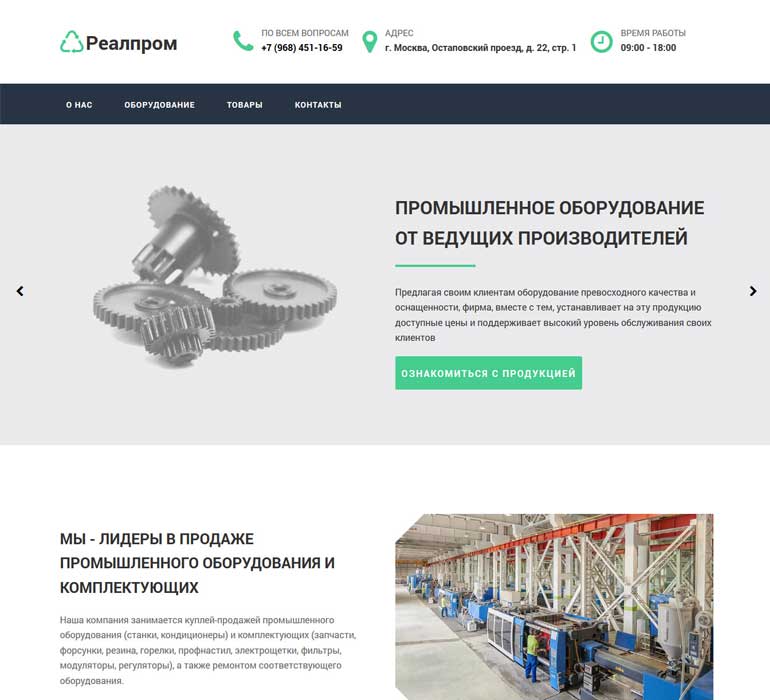 Реалпром
ПО ВСЕМ ВОПРОСАМ
+7 (968) 451-16-59
АДРЕС
г. Москва, Остаповский проезд, д. 22, стр. 1
ВРЕМЯ РАБОТЫ
09:00 - 18:00
О НАС
ОБОРУДОВАНИЕ
ТОВАРЫ
КОНТАКТЫ
ПРОМЫШЛЕННОЕ ОБОРУДОВАНИЕ
ОТ ВЕДУЩИХ ПРОИЗВОДИТЕЛЕЙ
Предлагая своим клиентам оборудование превосходного качества и
оснащенности, фирма, вместе с тем, устанавливает на эту продукцию
доступные цены и поддерживает высокий уровень обслуживания своих
клиентов
ОЗНАКОМИТЬСЯ С ПРОДУКЦИЕЙ
МЫ - ЛИДЕРЫ В ПРОДАЖЕ
ПРОМЫШЛЕННОГО ОБОРУДОВАНИЯ И
КОМПЛЕКТУЮЩИХ
Наша компания занимается куплей-продажей промышленного
оборудования (станки, кондиционеры) и комплектующих (запчасти,
форсунки, резина, горелки, профнастил, электрощетки, фильтры,
модуляторы, регуляторы), а также ремонтом соответствующего
оборудования.